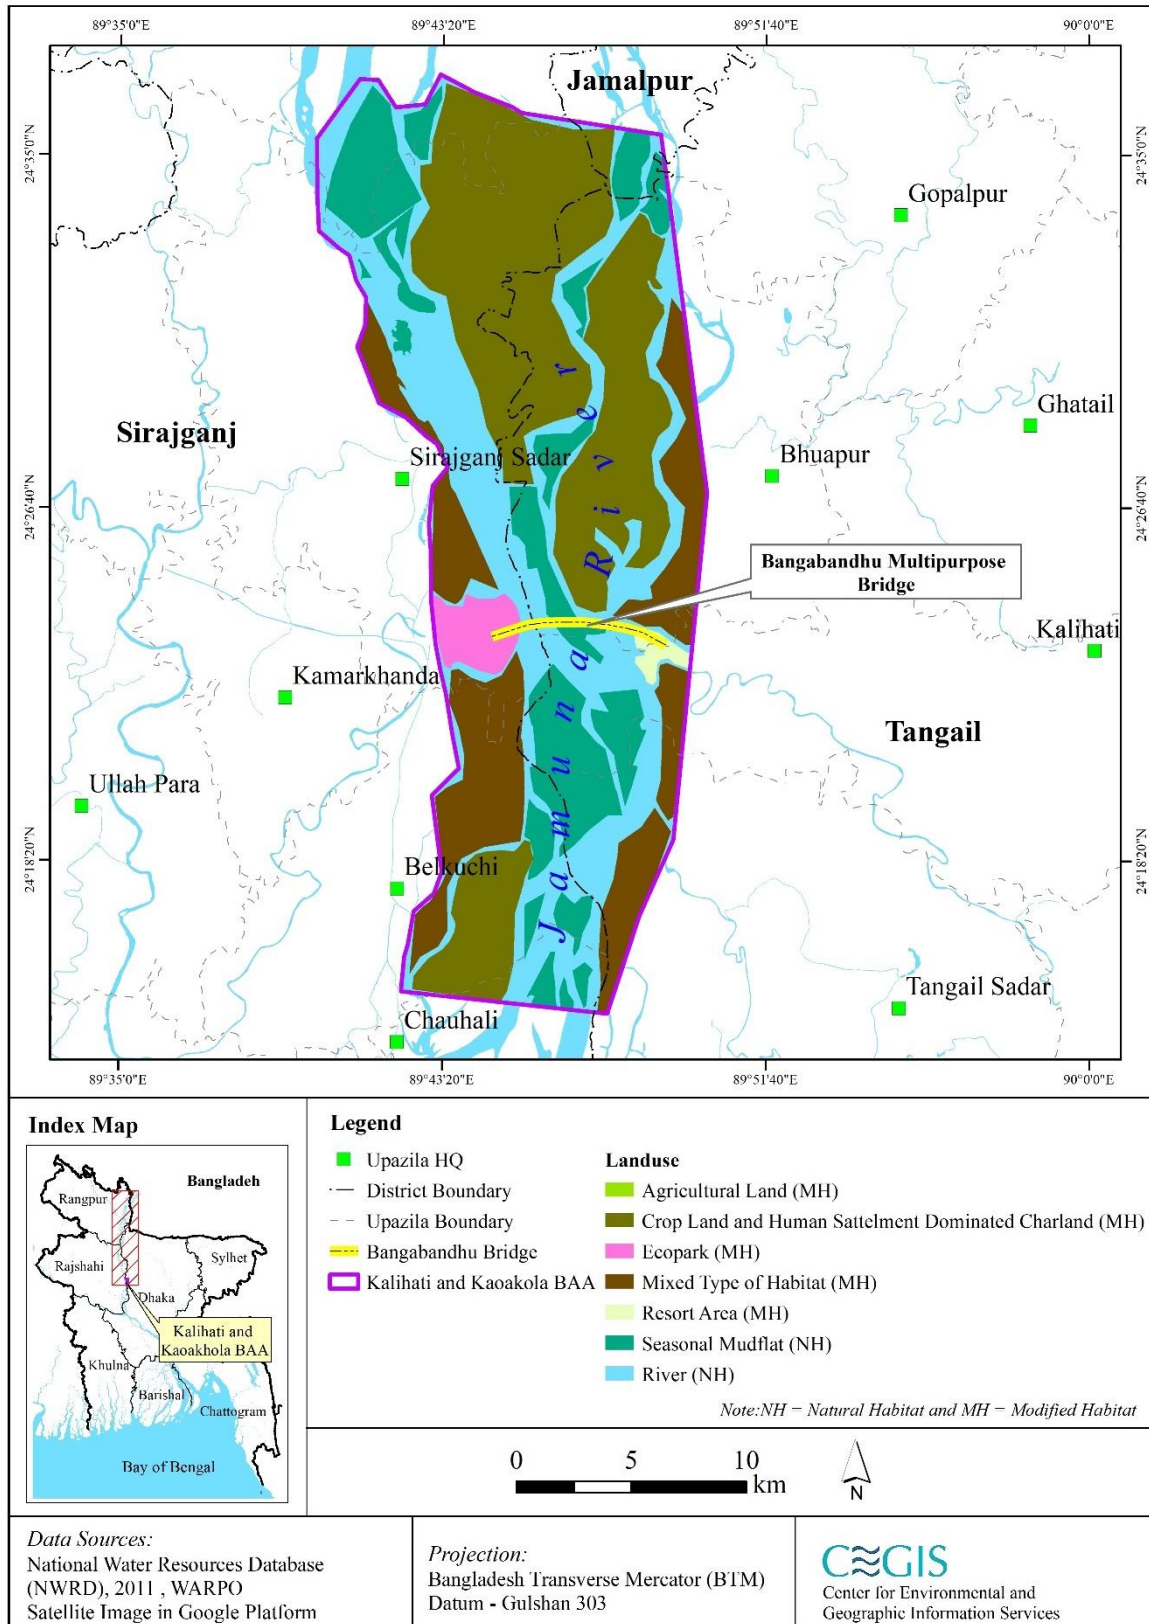 89°35'0"E 89°43'20"E 89°51'40"E 90°0'0"E
24°35'0"N
24°35'0"N
24°26'40"N
24°26'40"N
24°18'20"N
24°18'20"N
Jamalpur
Gopalpur
Ghatail
Sirajganj
Sirajganj Sadar
Bhuapur
Bangabandhu Multipurpose
Bridge
Kalihati
Kamarkhanda
Tangail
Ullah Para
Belkuchi
Jamuna River
Tangail Sadar
Chauhali
89°35'0"E 89°43'20"E 89°51'40"E 90°0'0"E
Index Map
Bangladeh
Rangpur
Rajshahi
Sylhet
Dhaka
Kalihati and
Kaoakhola BAA
Khulna
Barishal
Chattogram
Bay of Bengal
Legend
Upazila HQ
District Boundary
Upazila Boundary
Bangabandhu Bridge
Kalihati and Kaoakola BAA
Landuse
Agricultural Land (MH)
Crop Land and Human Sattelment Dominated Charland (MH)
Ecopark (MH)
Mixed Type of Habitat (MH)
Resort Area (MH)
Seasonal Mudflat (NH)
River (NH)
Note:NH = Natural Habitat and MH = Modified Habitat
0 5 10
km
N
Data Sources:
National Water Resources Database
(NWRD), 2011 , WARPO
Satellite Image in Google Platform
Projection:
Bangladesh Transverse Mercator (BTM)
Datum - Gulshan 303
CEGIS
Center for Environmental and
Geographic Information Services